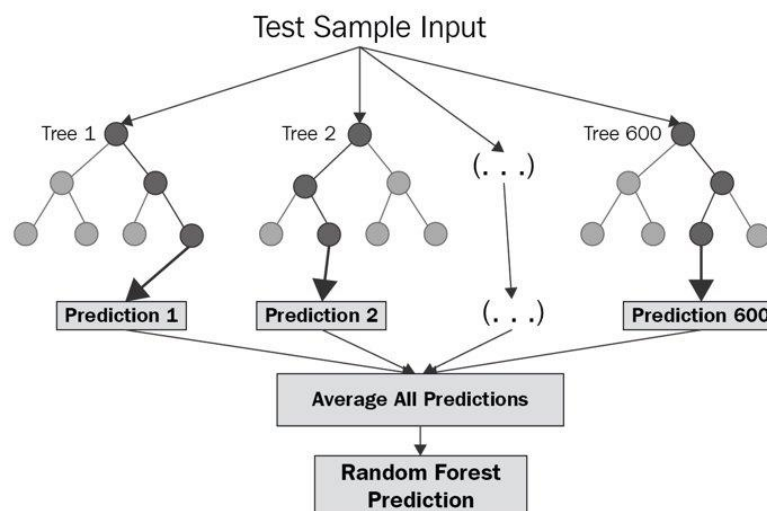 Test Sample Input
Tree 1
Tree 2
(. . .)
Tree 600
Prediction 1
Prediction 2
(. . .)
Prediction 600
Average All Predictions
Random Forest
Prediction